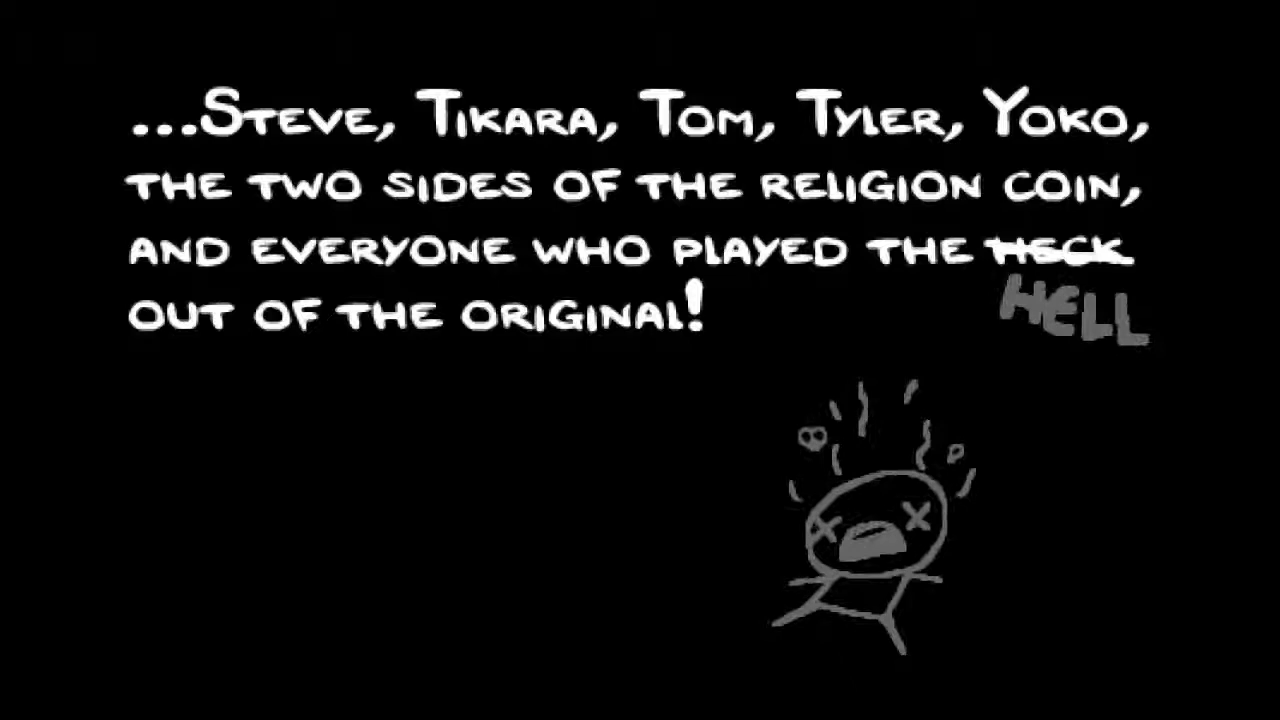 ...Steve, Tikara, Tom, Tyler, Yoko,
the two sides of the religion coin,
and everyone who played the heck
out of the original!
HELL